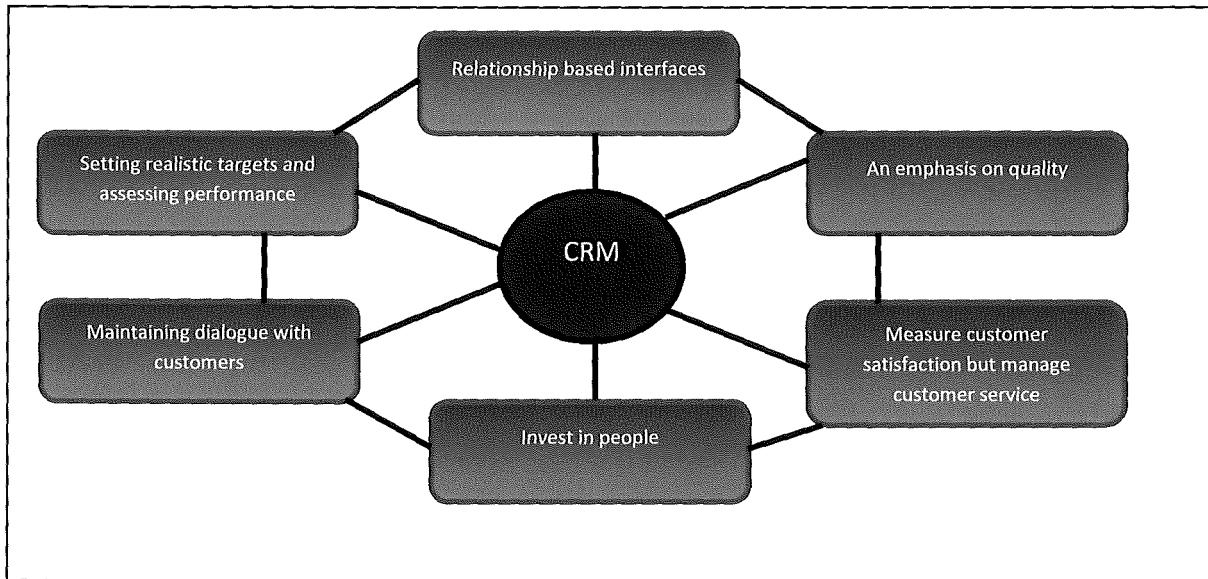 Relationship based interfaces
Setting realistic targets and
assessing performance
An emphasis on quality
CRM
Maintaining dialogue with
customers
Measure customer
satisfaction but manage
customer service
Invest in people